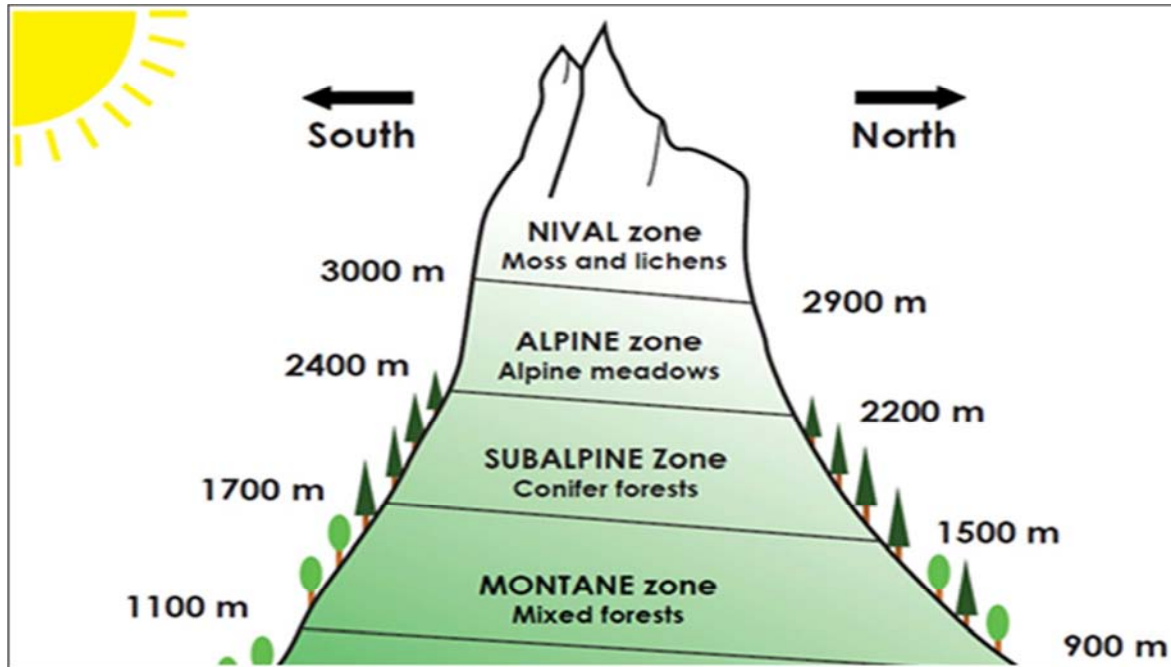 South
North
NIVAL zone
Moss and lichens
3000 m
2900 m
ALPINE zone
Alpine meadows
2400 m
2200 m
SUBALPINE Zone
Conifer forests
1700 m
1500 m
MONTANE zone
Mixed forests
1100 m
900 m